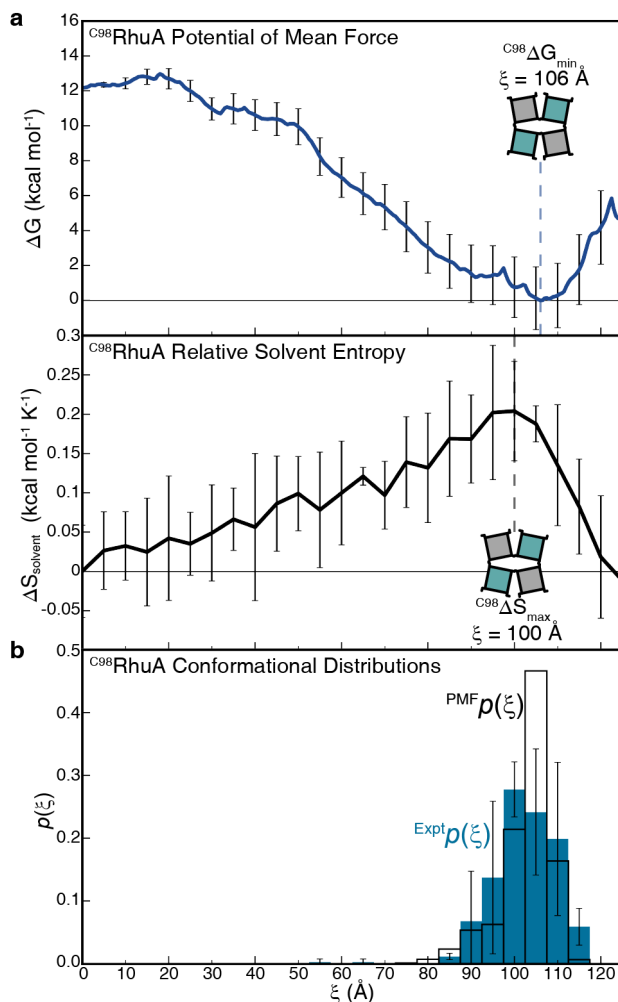 a
C98RhuA Potential of Mean Force
C98ΔGmin
ξ = 106 Å
ΔG (kcal mol-1)
16
14
12
10
8
6
4
2
0
C98RhuA Relative Solvent Entropy
ΔSsolvent (kcal mol-1 K-1)
0.3
0.25
0.2
0.15
0.1
0.05
0
-0.05
C98ΔSmax
ξ = 100 Å
b
C98RhuA Conformational Distributions
PMFp(ξ)
Exptp(ξ)
p(ξ)
0.5
0.4
0.3
0.2
0.1
0.0
0 10 20 30 40 50 60 70 80 90 100 110 120
ξ (Å)